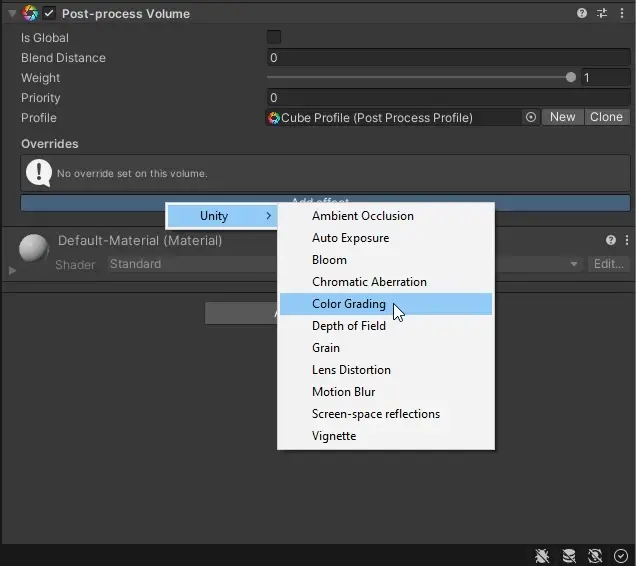 Post-process Volume
Is Global
Blend Distance 0
Weight 1
Priority 0
Profile Cube Profile (Post Process Profile) New Clone
Overrides
No override set on this volume.
Add effect
Unity
Ambient Occlusion
Auto Exposure
Bloom
Chromatic Aberration
Color Grading
Depth of Field
Grain
Lens Distortion
Motion Blur
Screen-space reflections
Vignette
Default-Material (Material)
Shader Standard Edit...